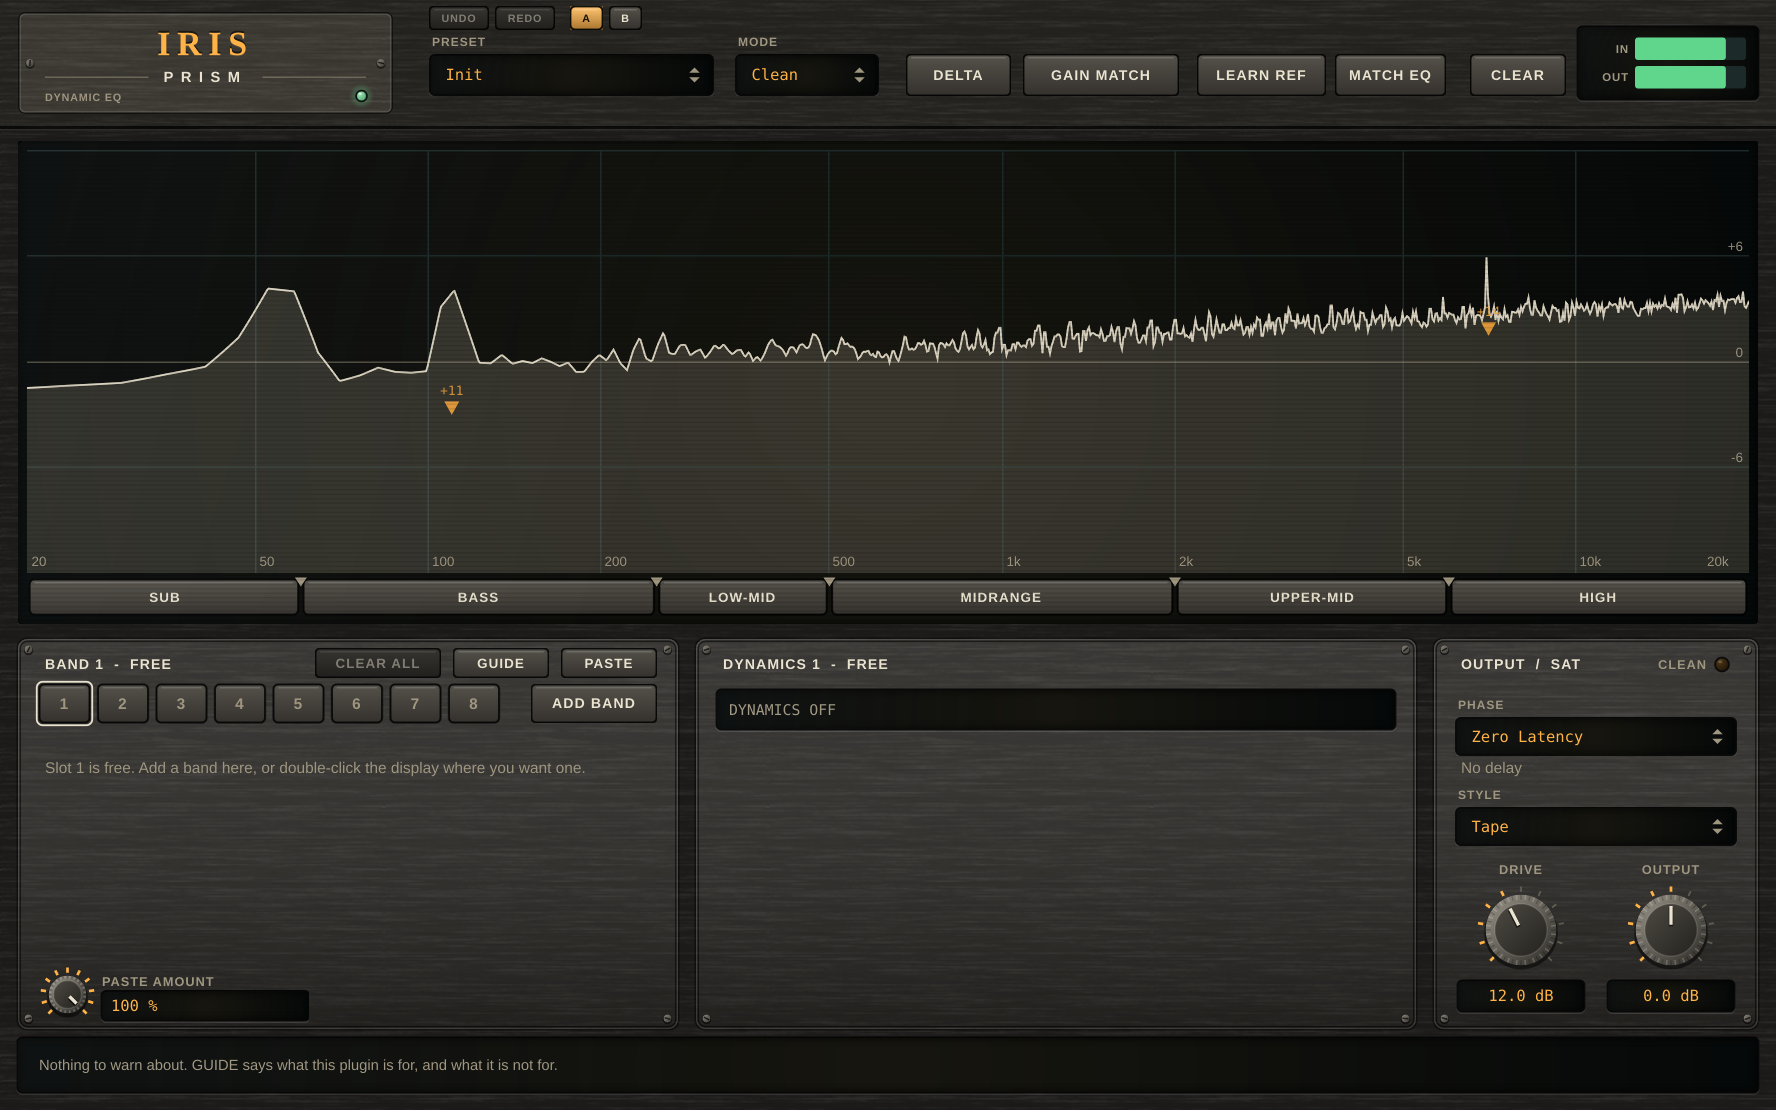 UNDO REDO A B
IRIS
PRISM
DYNAMIC EQ
PRESET MODE
Init Clean DELTA GAIN MATCH LEARN REF MATCH EQ CLEAR
IN
OUT
+6
0
+11
-6
20 50 100 200 500 1k 2k 5k 10k 20k
SUB BASS LOW-MID MIDRANGE UPPER-MID HIGH
BAND 1 - FREE CLEAR ALL GUIDE PASTE
1 2 3 4 5 6 7 8 ADD BAND
Slot 1 is free. Add a band here, or double-click the display where you want one.
PASTE AMOUNT
100 %
DYNAMICS 1 - FREE
DYNAMICS OFF
OUTPUT / SAT CLEAN
PHASE
Zero Latency
No delay
STYLE
Tape
DRIVE OUTPUT
12.0 dB 0.0 dB
Nothing to warn about. GUIDE says what this plugin is for, and what it is not for.